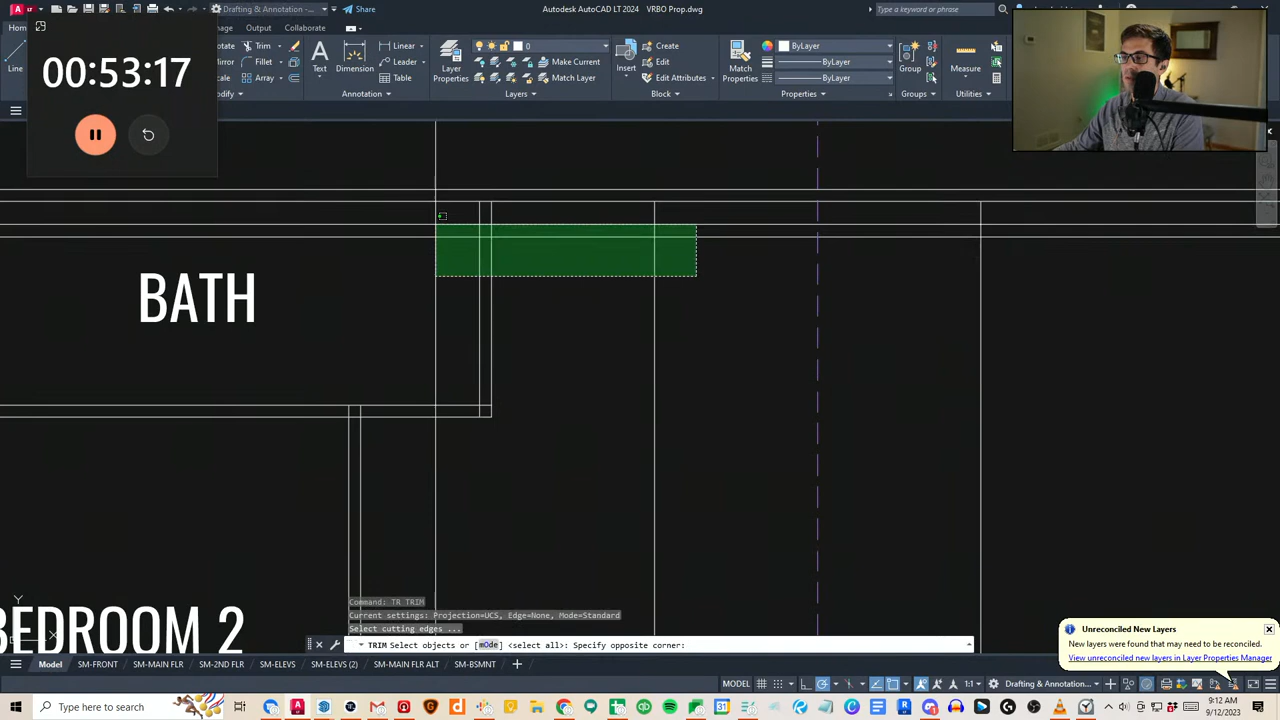 Drafting & Annotation
Share
Autodesk AutoCAD LT 2024 VRBO Prop.dwg
Type a keyword or phrase
Output
Collaborate
00:53:17
Trim
Fillet
Array
Text
Dimension
Linear
Leader
Table
Annotation
Layer
Properties
0
Make Current
Match Layer
Layers
Insert
Create
Edit
Edit Attributes
Block
Match
Properties
ByLayer
ByLayer
ByLayer
Properties
Group
Groups
Measure
Utilities
Line
BATH
BEDROOM 2
Y
X
Command: TR TRIM
Current settings: Projection=UCS, Edge=None, Mode=Standard
Select cutting edges ...
TRIM Select objects or [mOde] <select all>: Specify opposite corner:
Unreconciled New Layers
New layers were found that may need to be reconciled.
View unreconciled new layers in Layer Properties Manager
Model
SM-FRONT
SM-MAIN FLR
SM-2ND FLR
SM-ELEVS
SM-ELEVS (2)
SM-MAIN FLR ALT
SM-BSMNT
MODEL
1:1
Drafting & Annotation
Type here to search
9:12 AM
9/12/2023